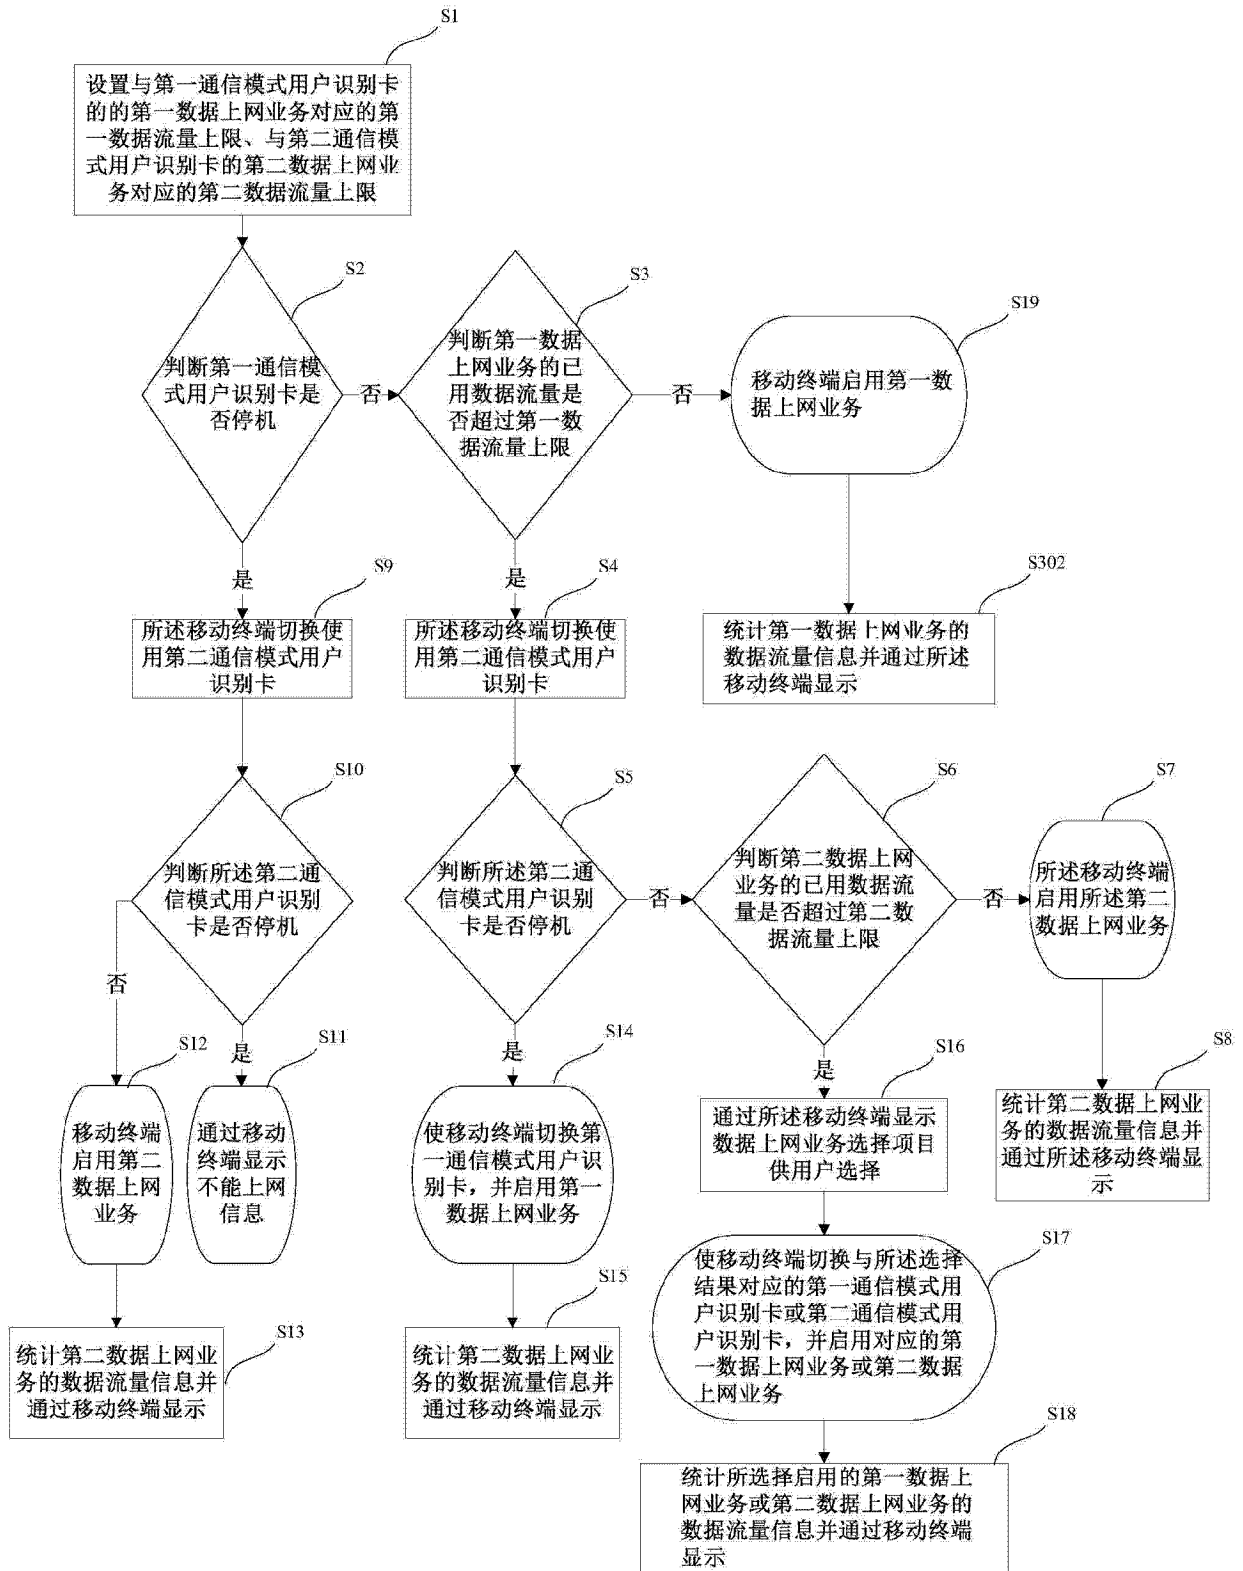 S1
设置与第一通信模式用户识别卡
的的第一数据上网业务对应的第
一数据流量上限、与第二通信模
式用户识别卡的第二数据上网业
务对应的第二数据流量上限
S2
判断第一通信模
式用户识别卡是
否停机
否
是
S3
判断第一数据
上网业务的已
用数据流量是
否超过第一数
据流量上限
否
是
S19
移动终端启用第一数
据上网业务
S302
统计第一数据上网业务的
数据流量信息并通过所述
移动终端显示
S9
所述移动终端切换使
用第二通信模式用户
识别卡
S4
所述移动终端切换使
用第二通信模式用户
识别卡
S10
判断所述第二通
信模式用户识别
卡是否停机
否
是
S5
判断所述第二通
信模式用户识别
卡是否停机
否
是
S6
判断第二数据上网
业务的已用数据流
量是否超过第二数
据流量上限
否
是
S7
所述移动终端
启用所述第二
数据上网业务
S8
统计第二数据上网业
务的数据流量信息并
通过所述移动终端显
示
S12
移动终端
启用第二
数据上网
业务
S11
通过移动
终端显示
不能上网
信息
S14
使移动终端切换第
一通信模式用户识
别卡，并启用第一
数据上网业务
S16
通过所述移动终端显示
数据上网业务选择项目
供用户选择
S17
使移动终端切换与所述选择
结果对应的第一通信模式用
户识别卡或第二通信模式用
户识别卡，并启用对应的第
一数据上网业务或第二数据
上网业务
S13
统计第二数据上网业
务的数据流量信息并
通过移动终端显示
S15
统计第二数据上网业
务的数据流量信息并
通过移动终端显示
S18
统计所选择启用的第一数据上
网业务或第二数据上网业务的
数据流量信息并通过移动终端
显示